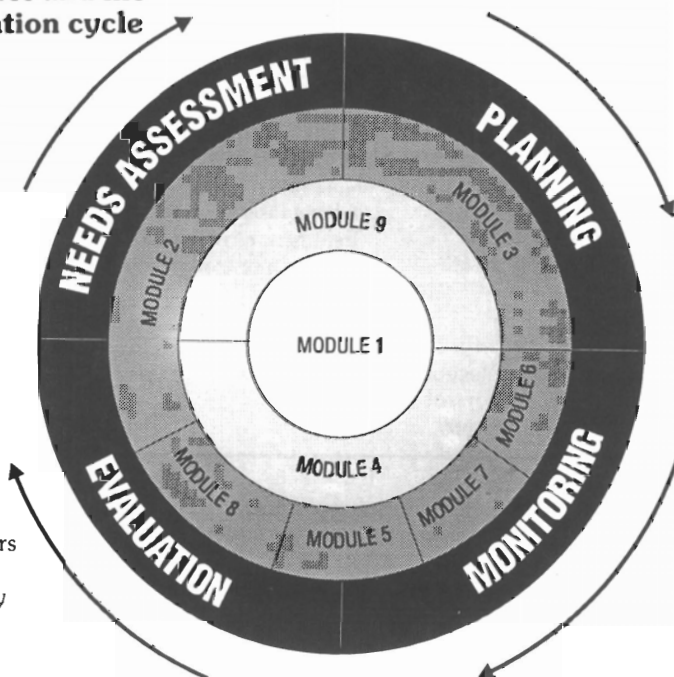 ation cycle
NEEDS ASSESSMENT
PLANNING
MODULE 9
MODULE 3
MODULE 2
MODULE 1
MODULE 6
MODULE 4
MODULE 7
MODULE 8
MODULE 5
EVALUATION
MONITORING
rs
y